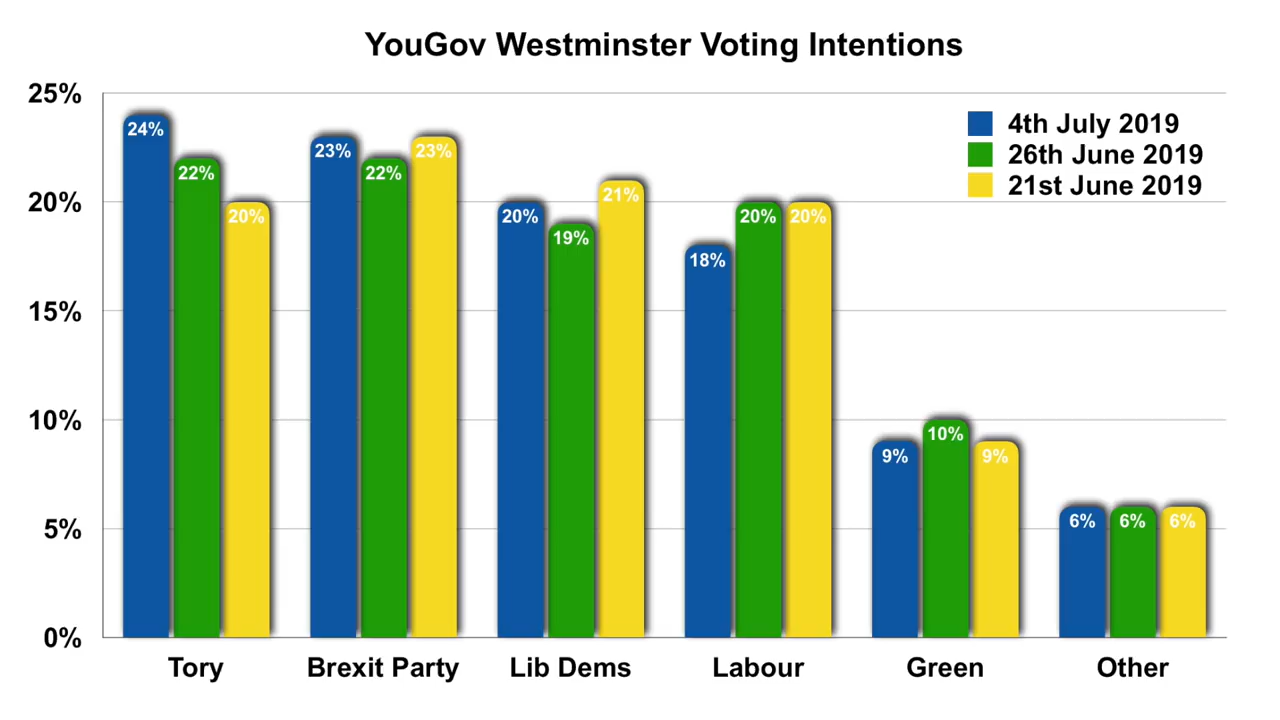 YouGov Westminster Voting Intentions
25%
20%
15%
10%
5%
0%
4th July 2019
26th June 2019
21st June 2019
24%
22%
20%
23%
22%
23%
20%
19%
21%
18%
20%
20%
9%
10%
9%
6%
6%
6%
Tory
Brexit Party
Lib Dems
Labour
Green
Other